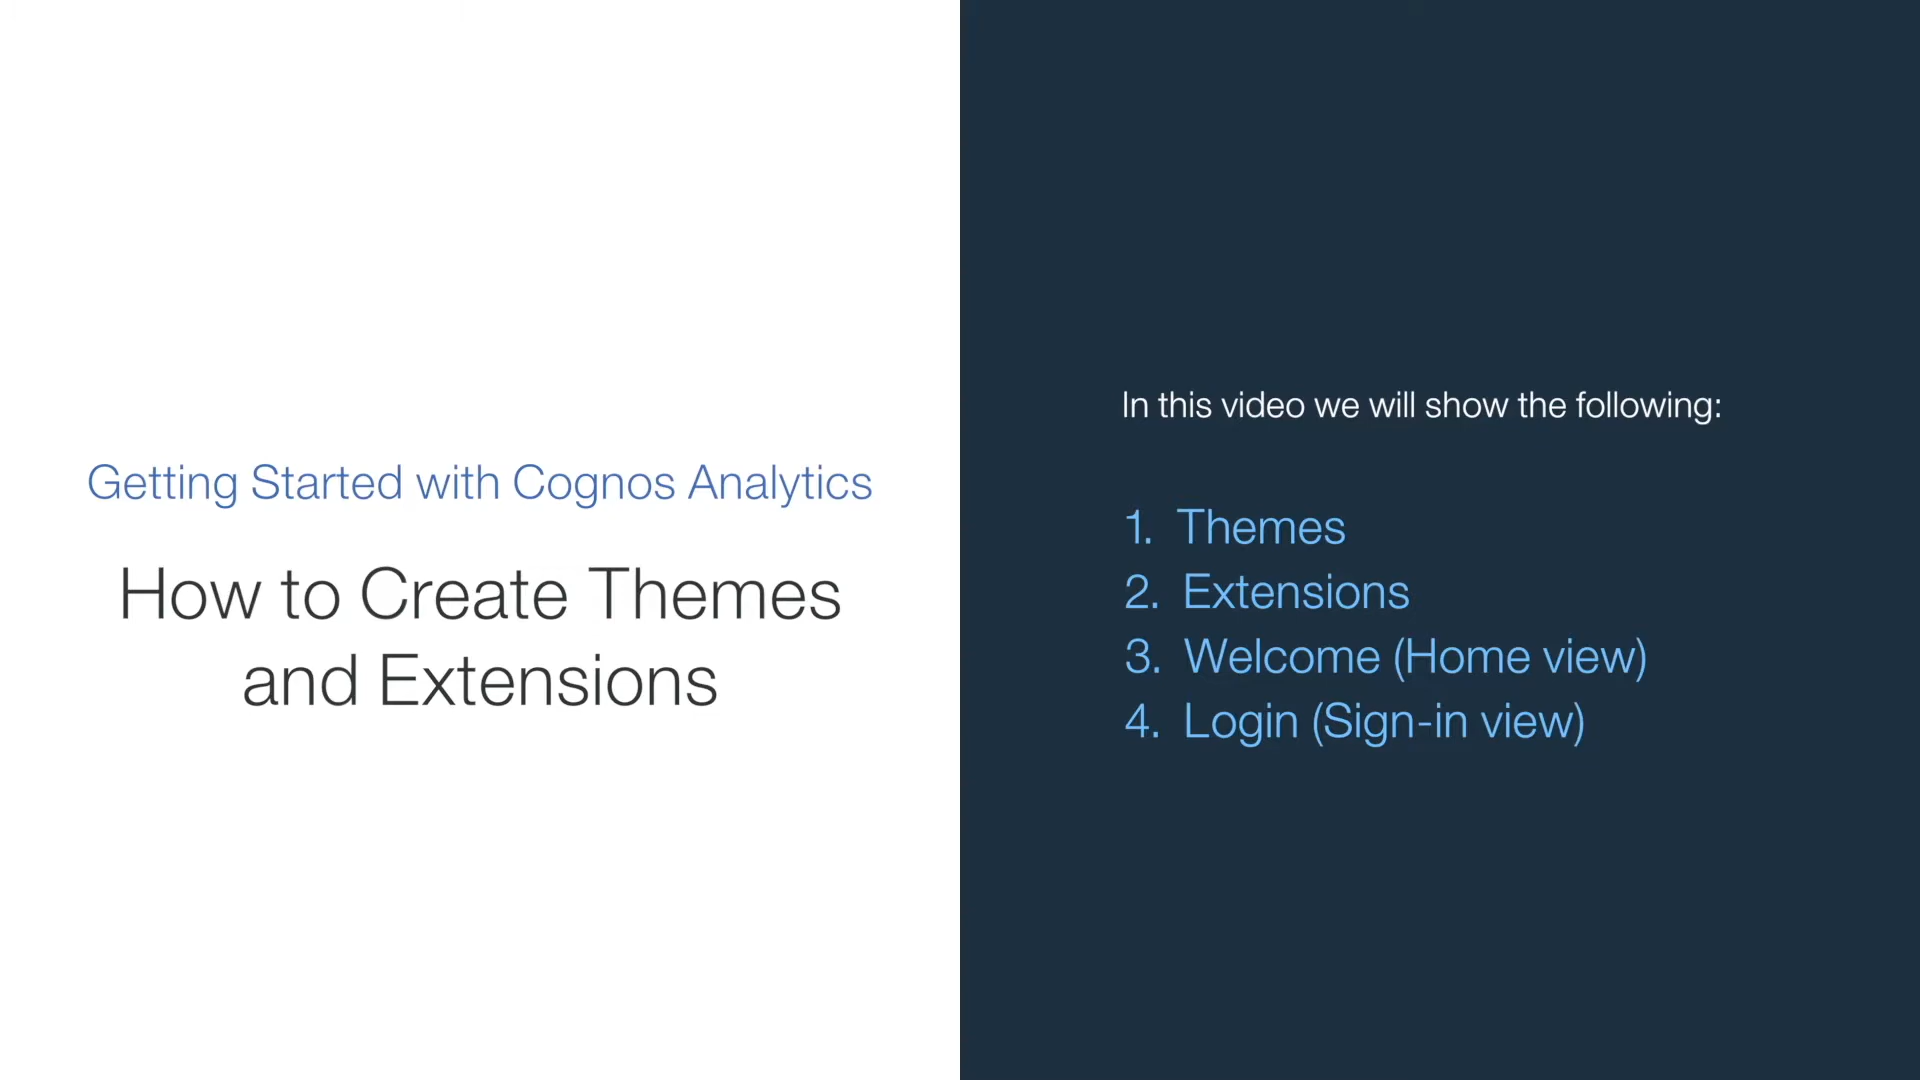 Getting Started with Cognos Analytics
How to Create Themes
and Extensions
In this video we will show the following:
1. Themes
2. Extensions
3. Welcome (Home view)
4. Login (Sign-in view)